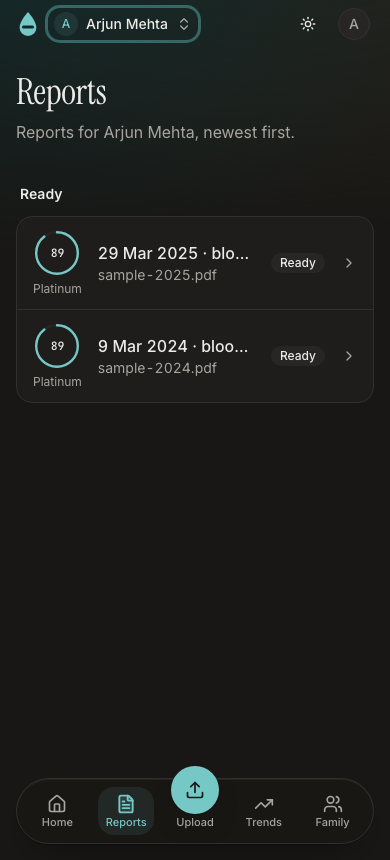 A Arjun Mehta A
Reports
Reports for Arjun Mehta, newest first.
Ready
89
Platinum
29 Mar 2025 · blo...
sample-2025.pdf
Ready
89
Platinum
9 Mar 2024 · bloo...
sample-2024.pdf
Ready
Home Reports Upload Trends Family